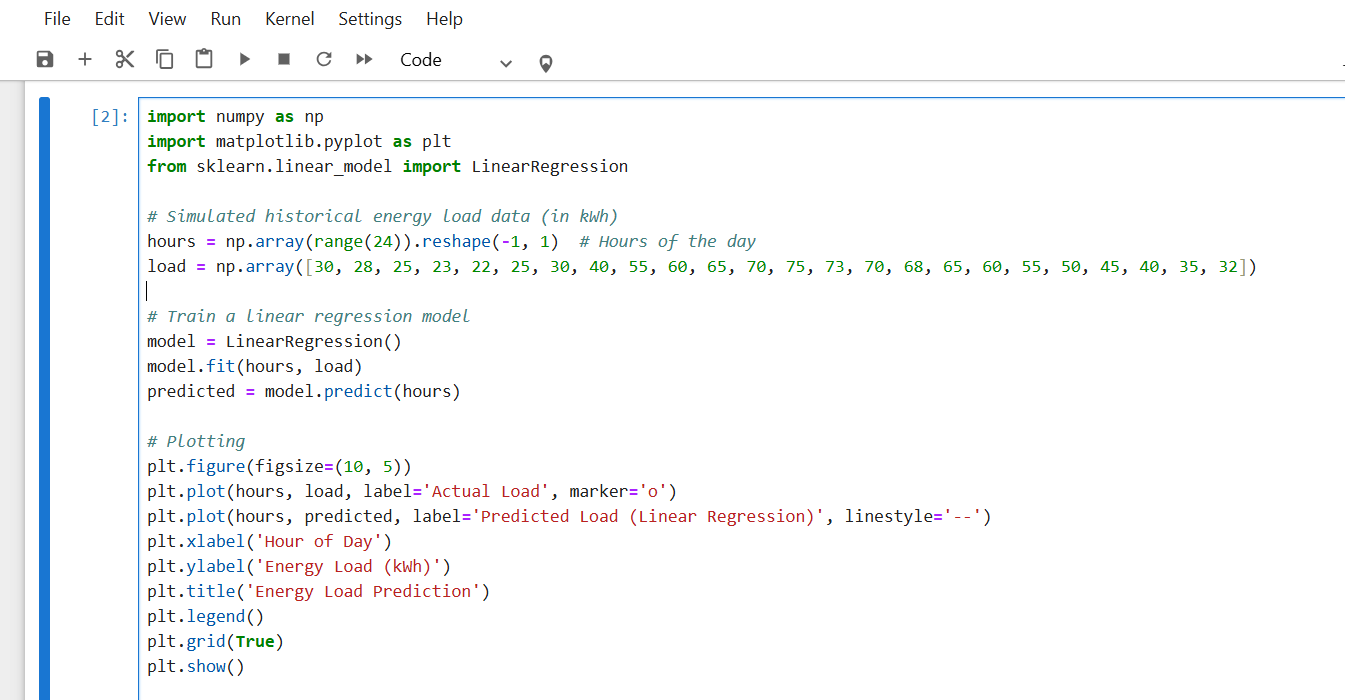 File Edit View Run Kernel Settings Help
Code
[2]:
import numpy as np
import matplotlib.pyplot as plt
from sklearn.linear_model import LinearRegression
# Simulated historical energy load data (in kWh)
hours = np.array(range(24)).reshape(-1, 1)  # Hours of the day
load = np.array([30, 28, 25, 23, 22, 25, 30, 40, 55, 60, 65, 70, 75, 73, 70, 68, 65, 60, 55, 50, 45, 40, 35, 32])
# Train a linear regression model
model = LinearRegression()
model.fit(hours, load)
predicted = model.predict(hours)
# Plotting
plt.figure(figsize=(10, 5))
plt.plot(hours, load, label='Actual Load', marker='o')
plt.plot(hours, predicted, label='Predicted Load (Linear Regression)', linestyle='--')
plt.xlabel('Hour of Day')
plt.ylabel('Energy Load (kWh)')
plt.title('Energy Load Prediction')
plt.legend()
plt.grid(True)
plt.show()